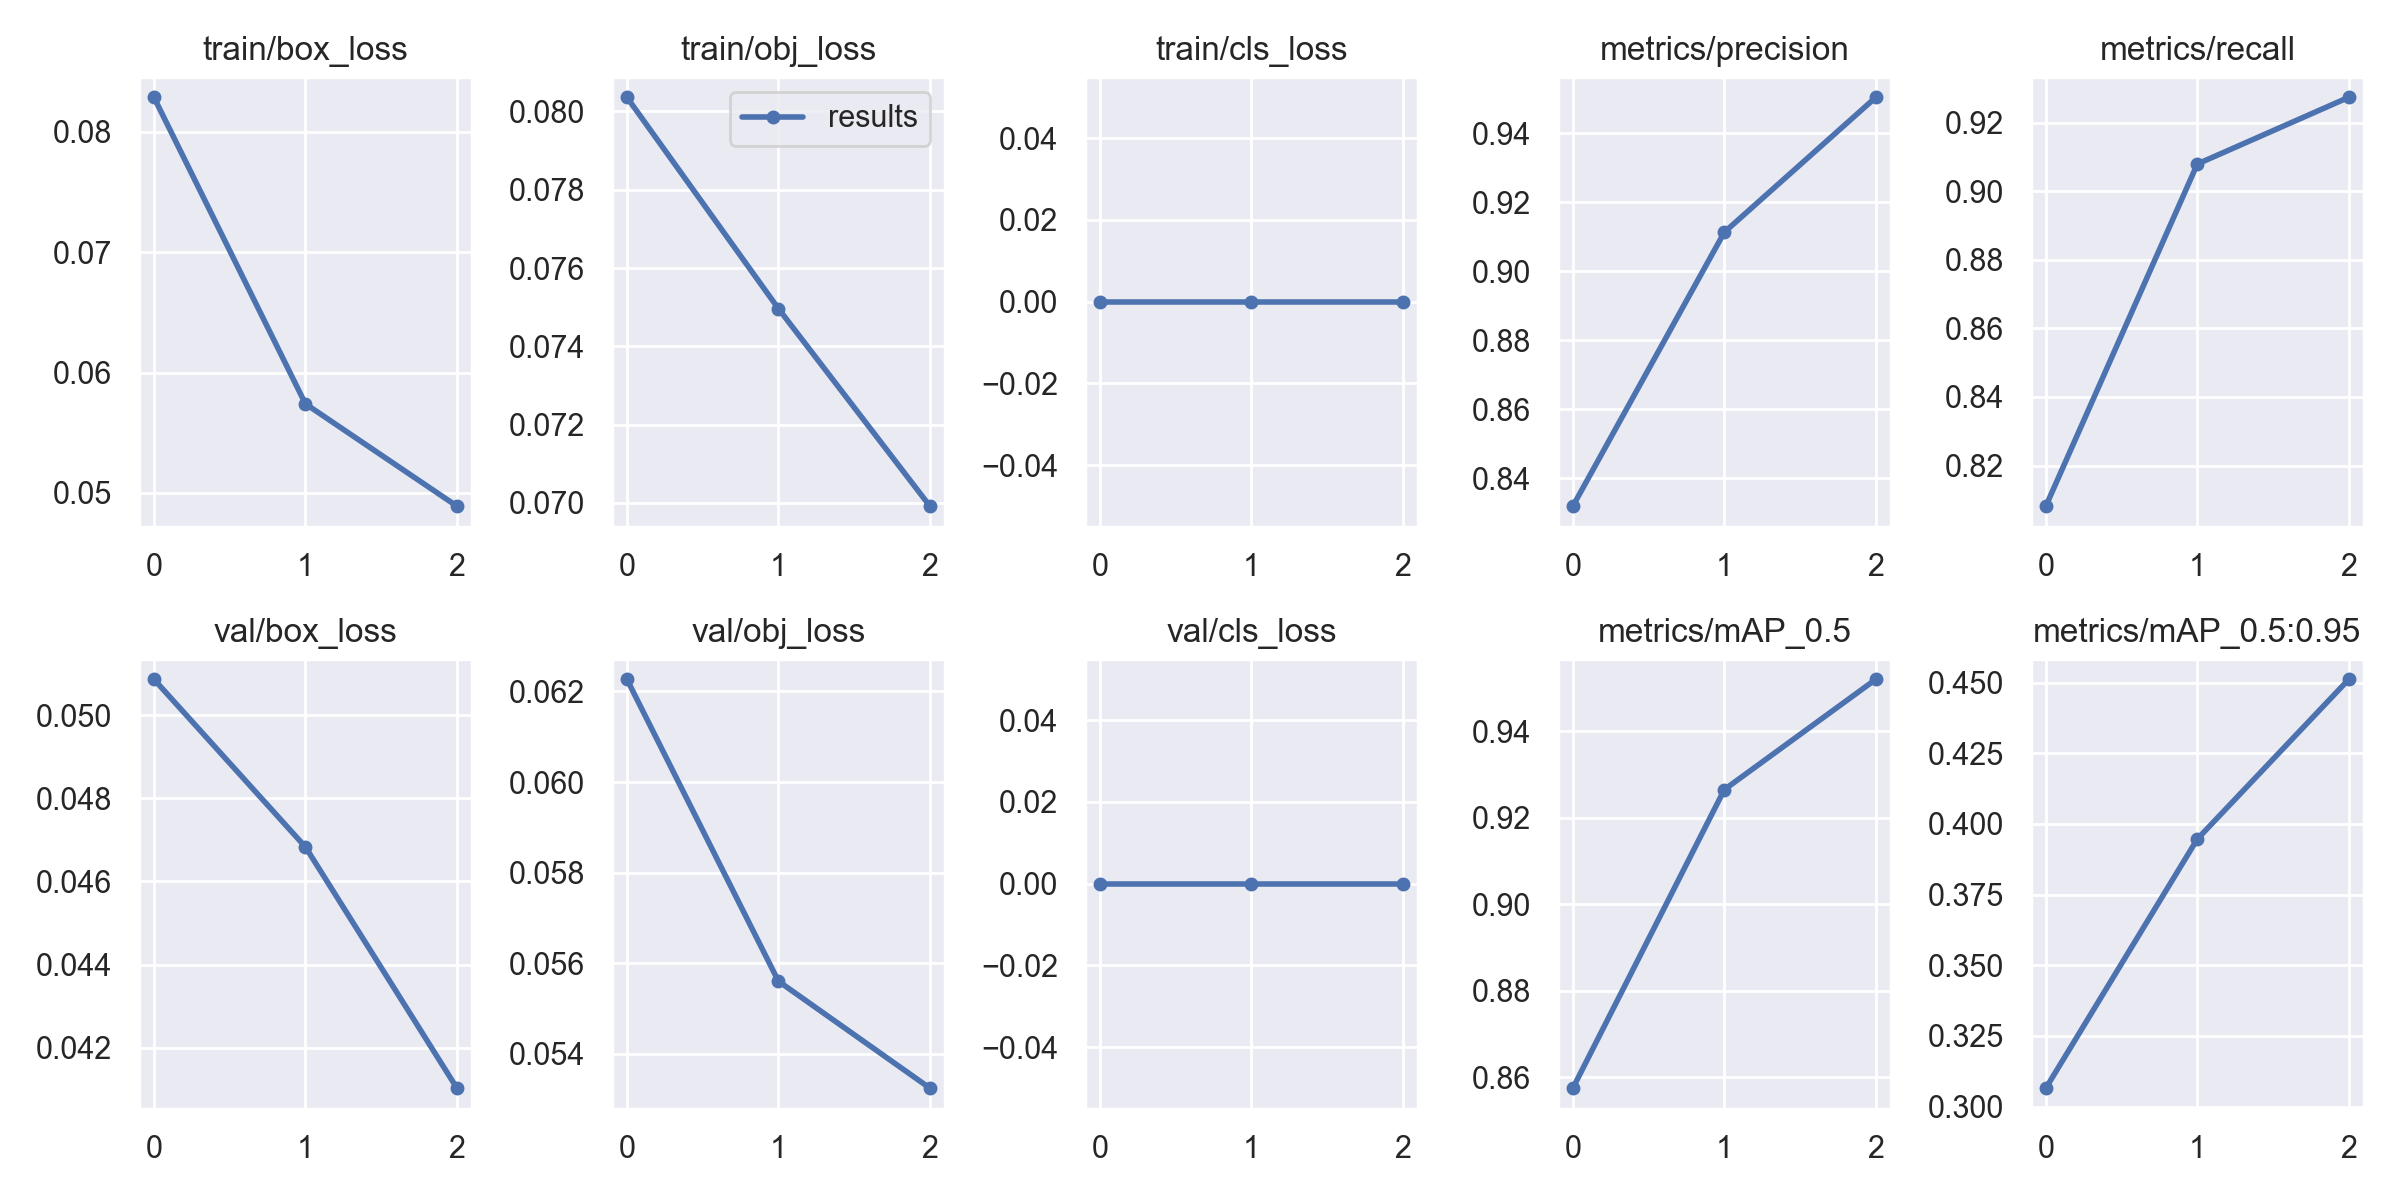 train/box_loss
0.08
0.07
0.06
0.05
0 1 2
train/obj_loss
results
0.080
0.078
0.076
0.074
0.072
0.070
0 1 2
train/cls_loss
0.04
0.02
0.00
−0.02
−0.04
0 1 2
metrics/precision
0.94
0.92
0.90
0.88
0.86
0.84
0 1 2
metrics/recall
0.92
0.90
0.88
0.86
0.84
0.82
0 1 2
val/box_loss
0.050
0.048
0.046
0.044
0.042
0 1 2
val/obj_loss
0.062
0.060
0.058
0.056
0.054
0 1 2
val/cls_loss
0.04
0.02
0.00
−0.02
−0.04
0 1 2
metrics/mAP_0.5
0.94
0.92
0.90
0.88
0.86
0 1 2
metrics/mAP_0.5:0.95
0.450
0.425
0.400
0.375
0.350
0.325
0.300
0 1 2